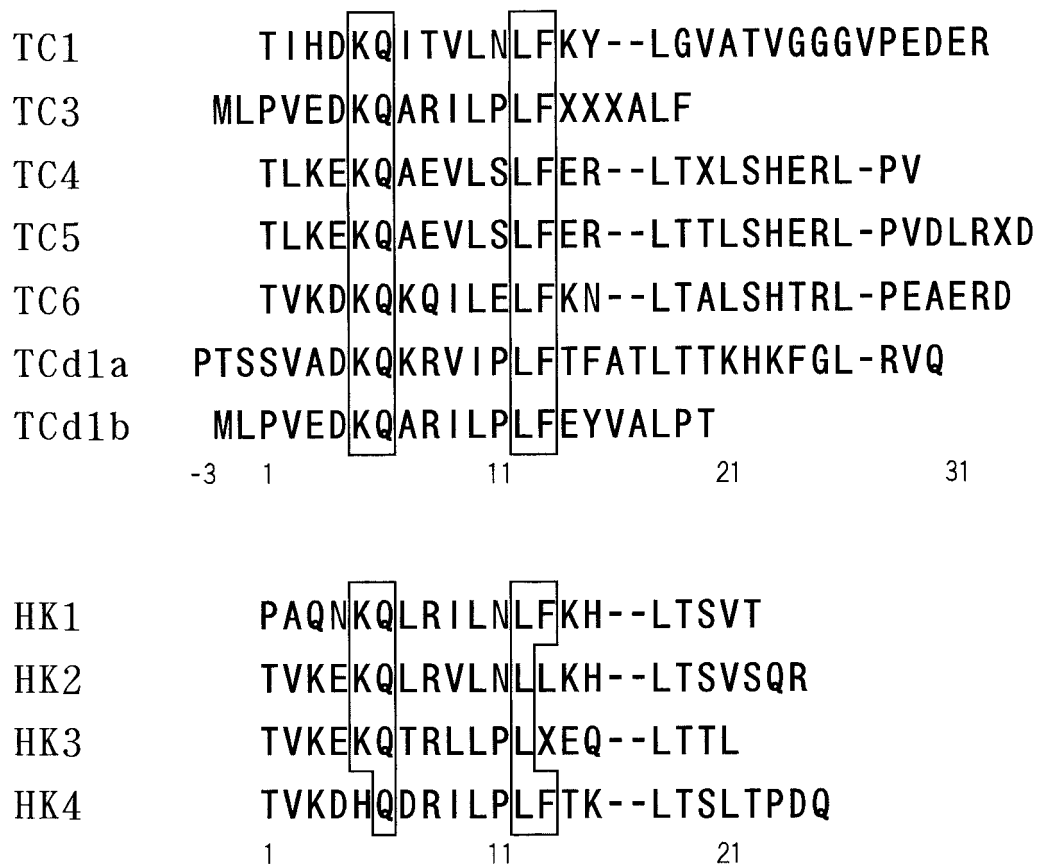 TC1 TIHDKQITVLNLFKY--LGVATVGGGVPEDER
TC3 MLPVEDKQARILPLFXXXALF
TC4 TLKEKQAEVLSLFER--LTXLSHERL-PV
TC5 TLKEKQAEVLSLFER--LTTLSHERL-PVDLRXD
TC6 TVKDKQKQILELFKN--LTALSHTRL-PEAERD
TCd1a PTSSVADKQKRVIPLFTFATLTTKHKFGL-RVQ
TCd1b MLPVEDKQARILPLFEYVALPT
-3 1 11 21 31
HK1 PAQNKQLRILNLFKH--LTSVT
HK2 TVKEKQLRVLNLLKH--LTSVSQR
HK3 TVKEKQTRLLPLXEQ--LTTL
HK4 TVKDHQDRILPLFTK--LTSLTPDQ
1 11 21